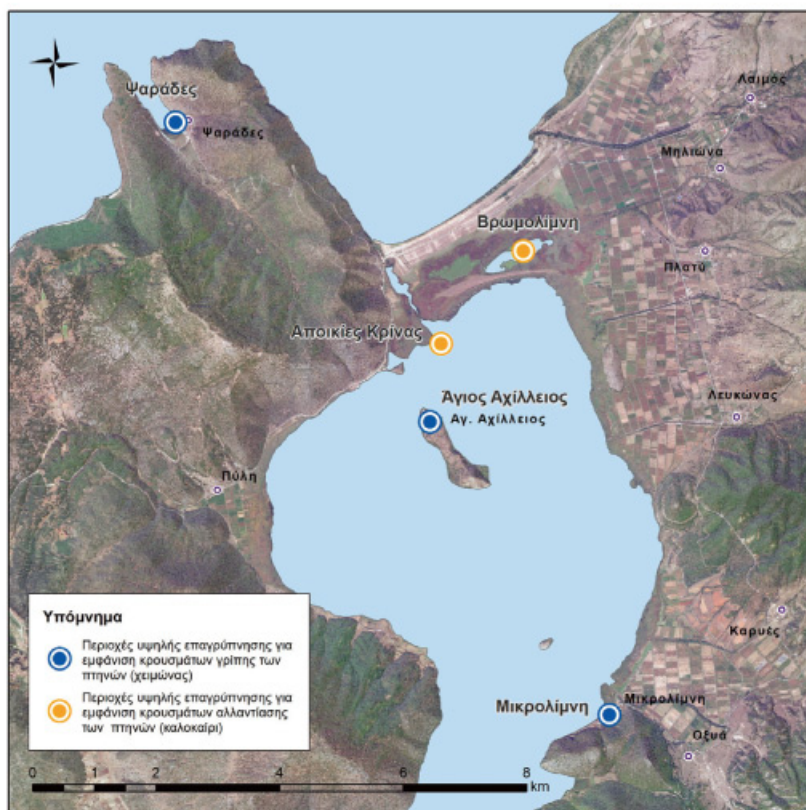 Λαιμός
Ψαράδες
Ψαράδες
Μηλιώνα
Βρωμολίμνη
Πλατύ
Αποικίες Κρίνας
Άγιος Αχίλλειος
Αγ. Αχίλλειος
Λευκώνας
Πύλη
Υπόμνημα
Περιοχές υψηλής επαγρύπνησης για
εμφάνιση κρουσμάτων γρίπης των
πτηνών (χειμώνας)
Περιοχές υψηλής επαγρύπνησης για
εμφάνιση κρουσμάτων αλλαντίασης
των πτηνών (καλοκαίρι)
Καρυές
Μικρολίμνη
Μικρολίμνη
Οξυά
0 1 2 4 6 8
km